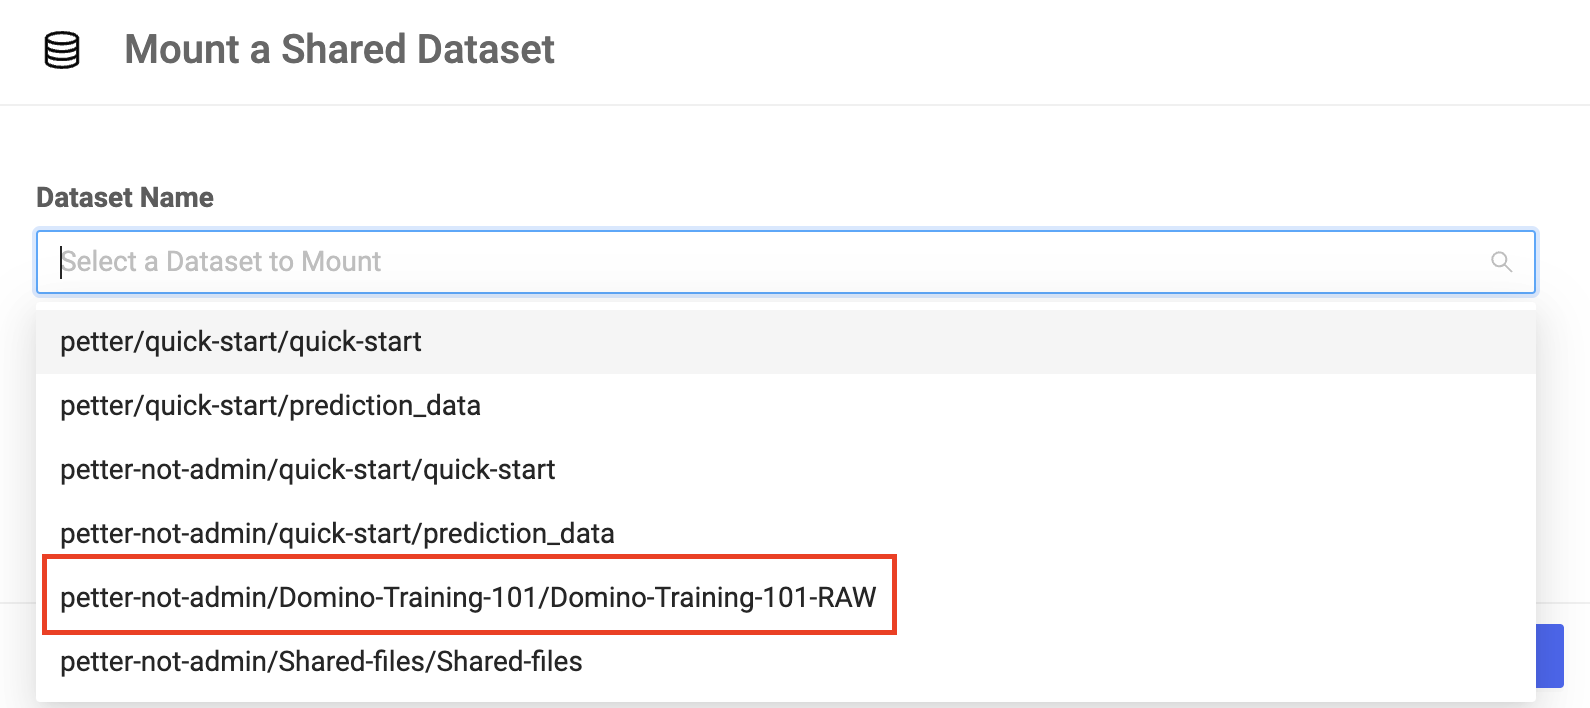 Mount a Shared Dataset
Dataset Name
Select a Dataset to Mount
petter/quick-start/quick-start
petter/quick-start/prediction_data
petter-not-admin/quick-start/quick-start
petter-not-admin/quick-start/prediction_data
petter-not-admin/Domino-Training-101/Domino-Training-101-RAW
petter-not-admin/Shared-files/Shared-files